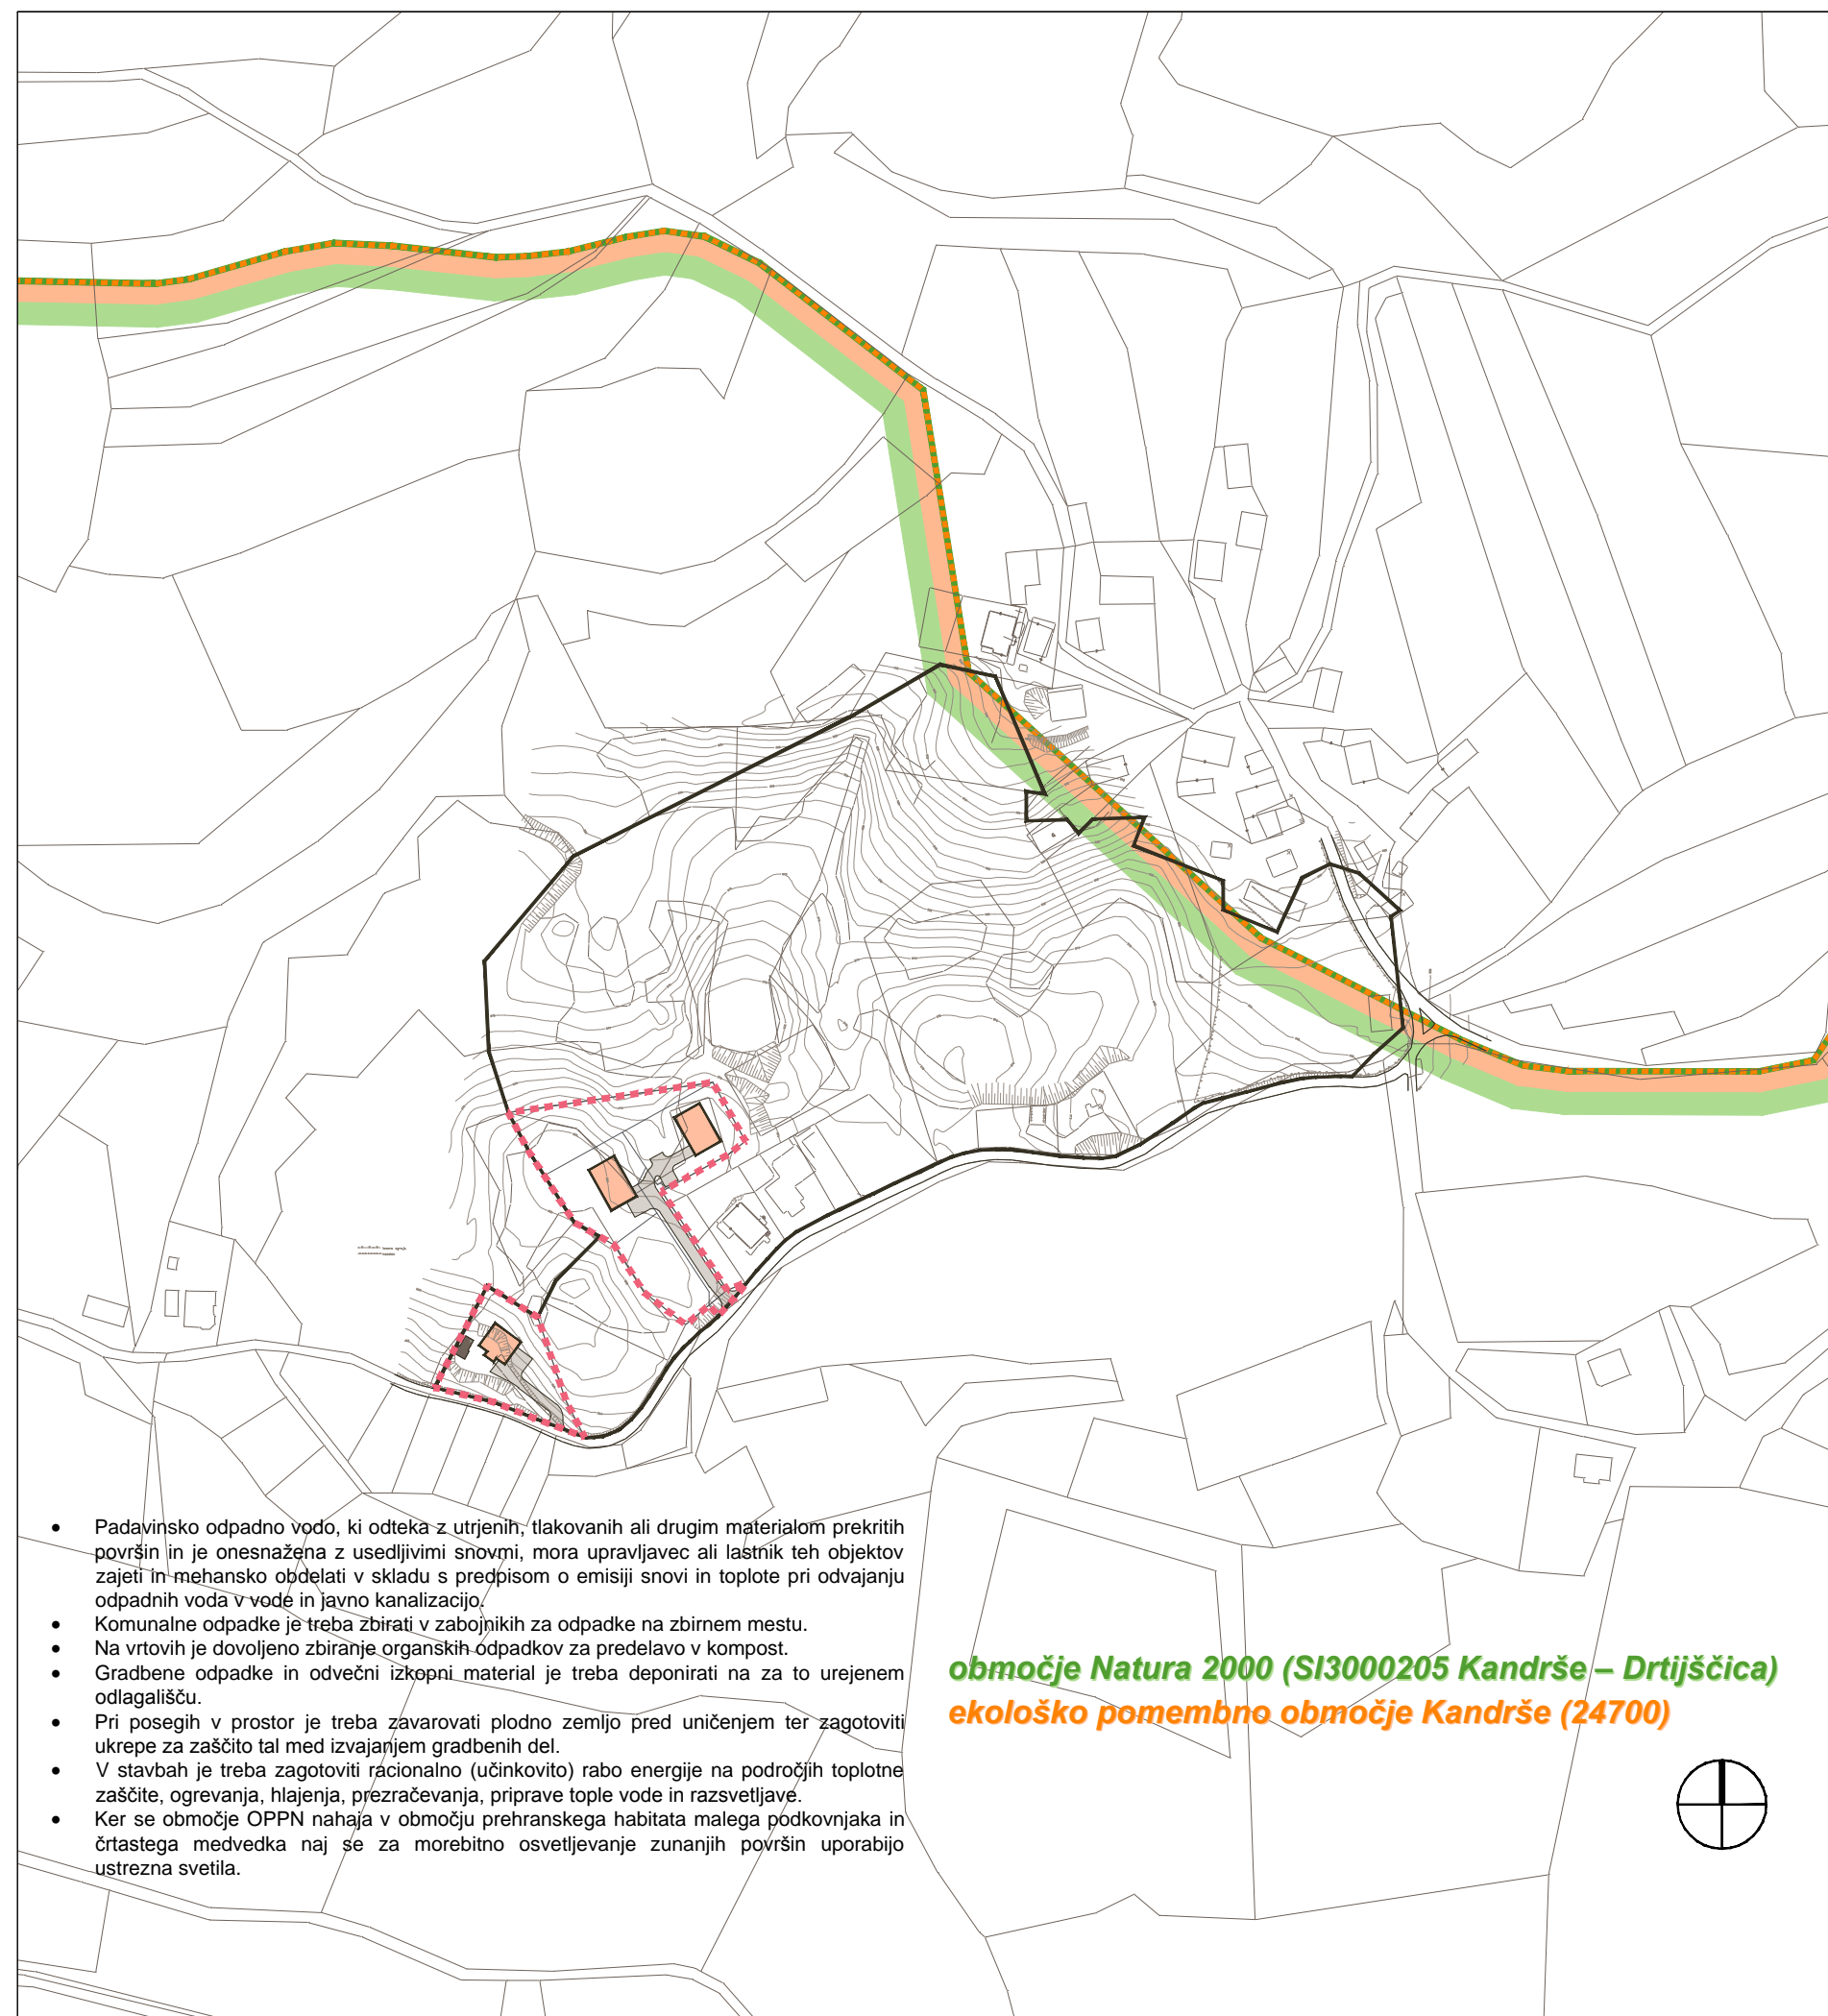 • Padavinsko odpadno vodo, ki odteka z utrjenih, tlakovanih ali drugim materialom prekritih
površin in je onesnažena z usedljivimi snovmi, mora upravljavec ali lastnik teh objektov
zajeti in mehansko obdelati v skladu s predpisom o emisiji snovi in toplote pri odvajanju
odpadnih voda v vode in javno kanalizacijo.
• Komunalne odpadke je treba zbirati v zabojnikih za odpadke na zbirnem mestu.
• Na vrtovih je dovoljeno zbiranje organskih odpadkov za predelavo v kompost.
• Gradbene odpadke in odvečni izkopni material je treba deponirati na za to urejenem
odlagališču.
• Pri posegih v prostor je treba zavarovati plodno zemljo pred uničenjem ter zagotoviti
ukrepe za zaščito tal med izvajanjem gradbenih del.
• V stavbah je treba zagotoviti racionalno (učinkovito) rabo energije na področjih toplotne
zaščite, ogrevanja, hlajenja, prezračevanja, priprave tople vode in razsvetljave.
• Ker se območje OPPN nahaja v območju prehranskega habitata malega podkovnjaka in
črtastega medvedka naj se za morebitno osvetljevanje zunanjih površin uporabijo
ustrezna svetila.
območje Natura 2000 (SI3000205 Kandrše – Drtijščica)
ekološko pomembno območje Kandrše (24700)